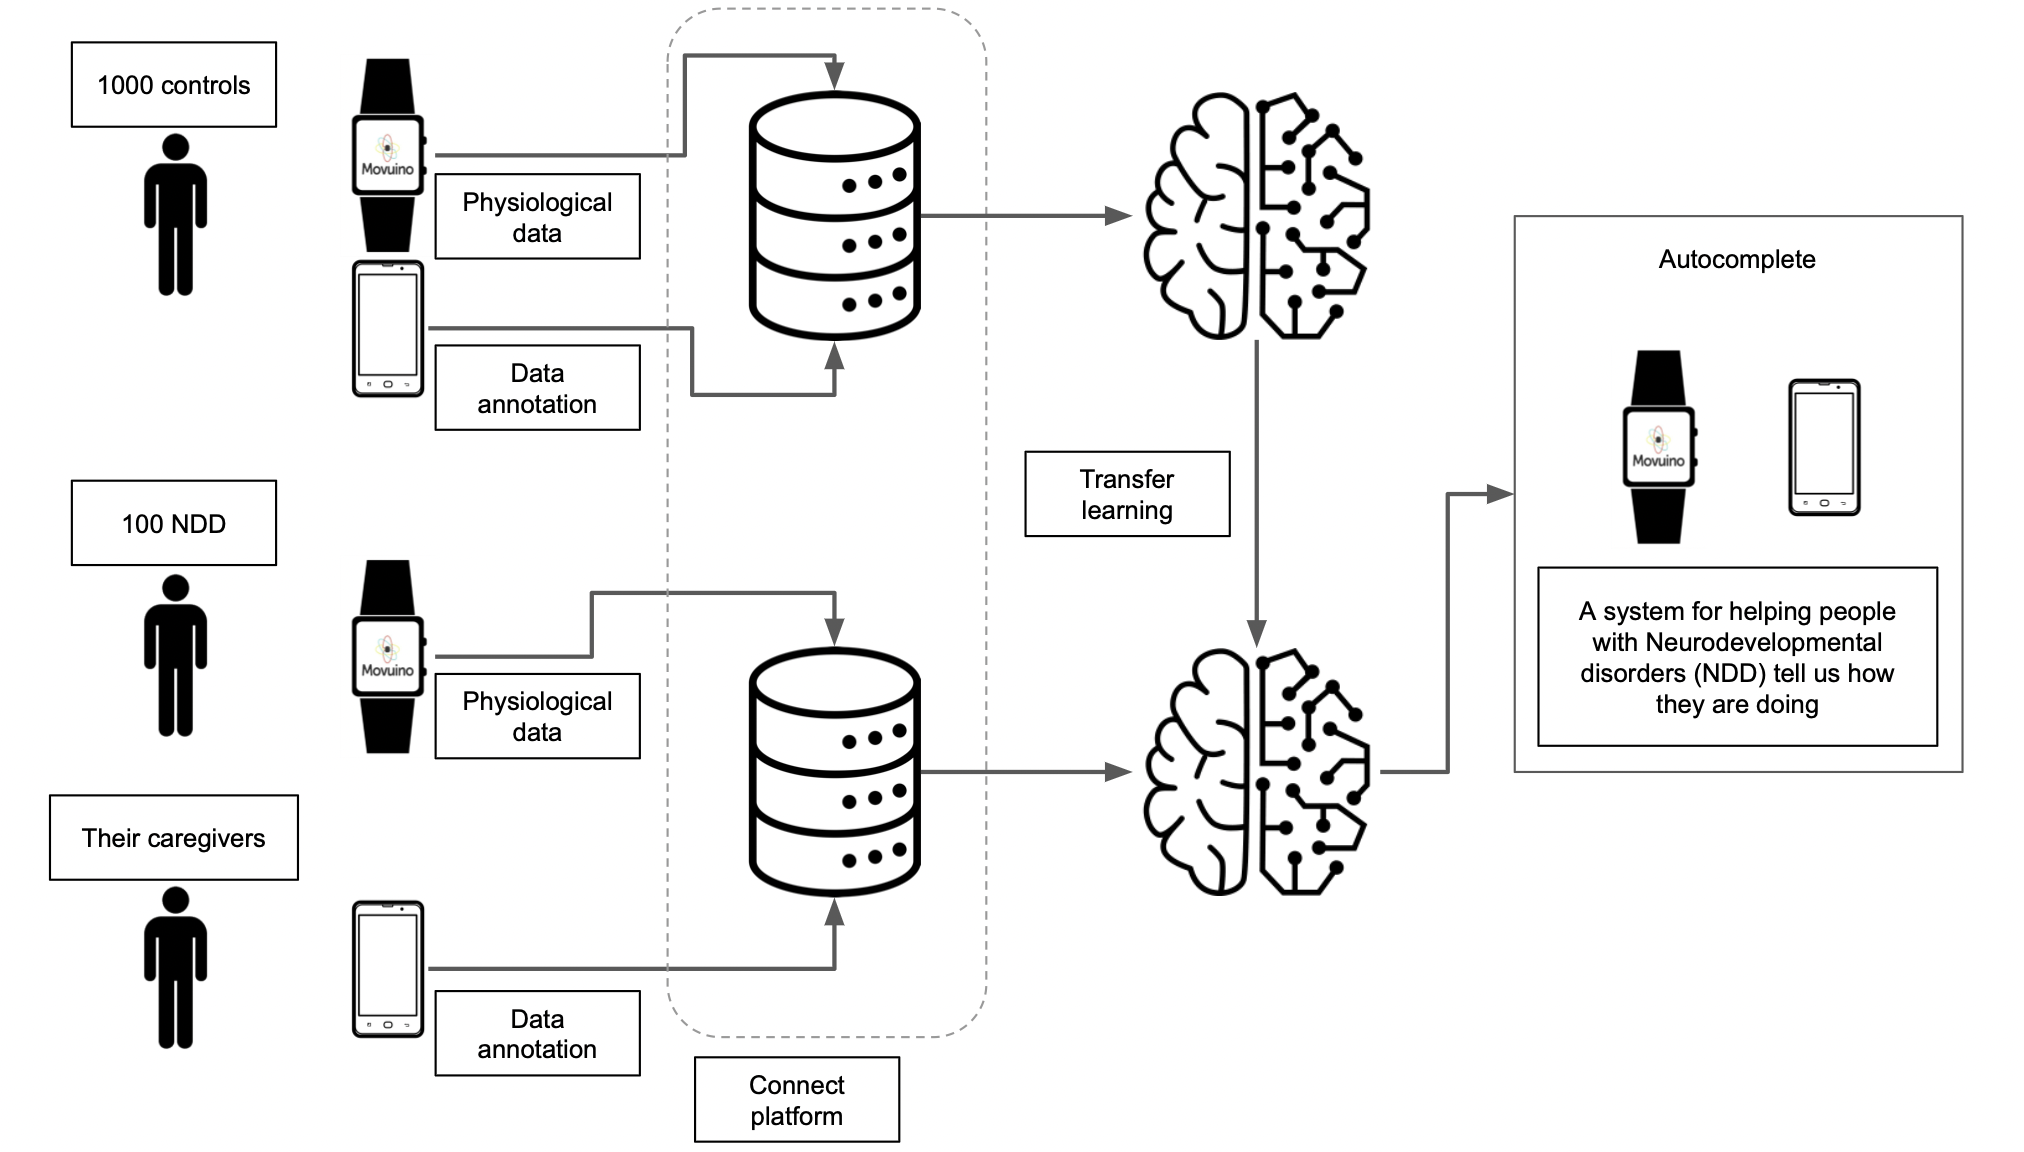 1000 controls
Movuino
Physiological
data
Data
annotation
100 NDD
Movuino
Physiological
data
Their caregivers
Data
annotation
Connect
platform
Transfer
learning
Autocomplete
Movuino
A system for helping people
with Neurodevelopmental
disorders (NDD) tell us how
they are doing